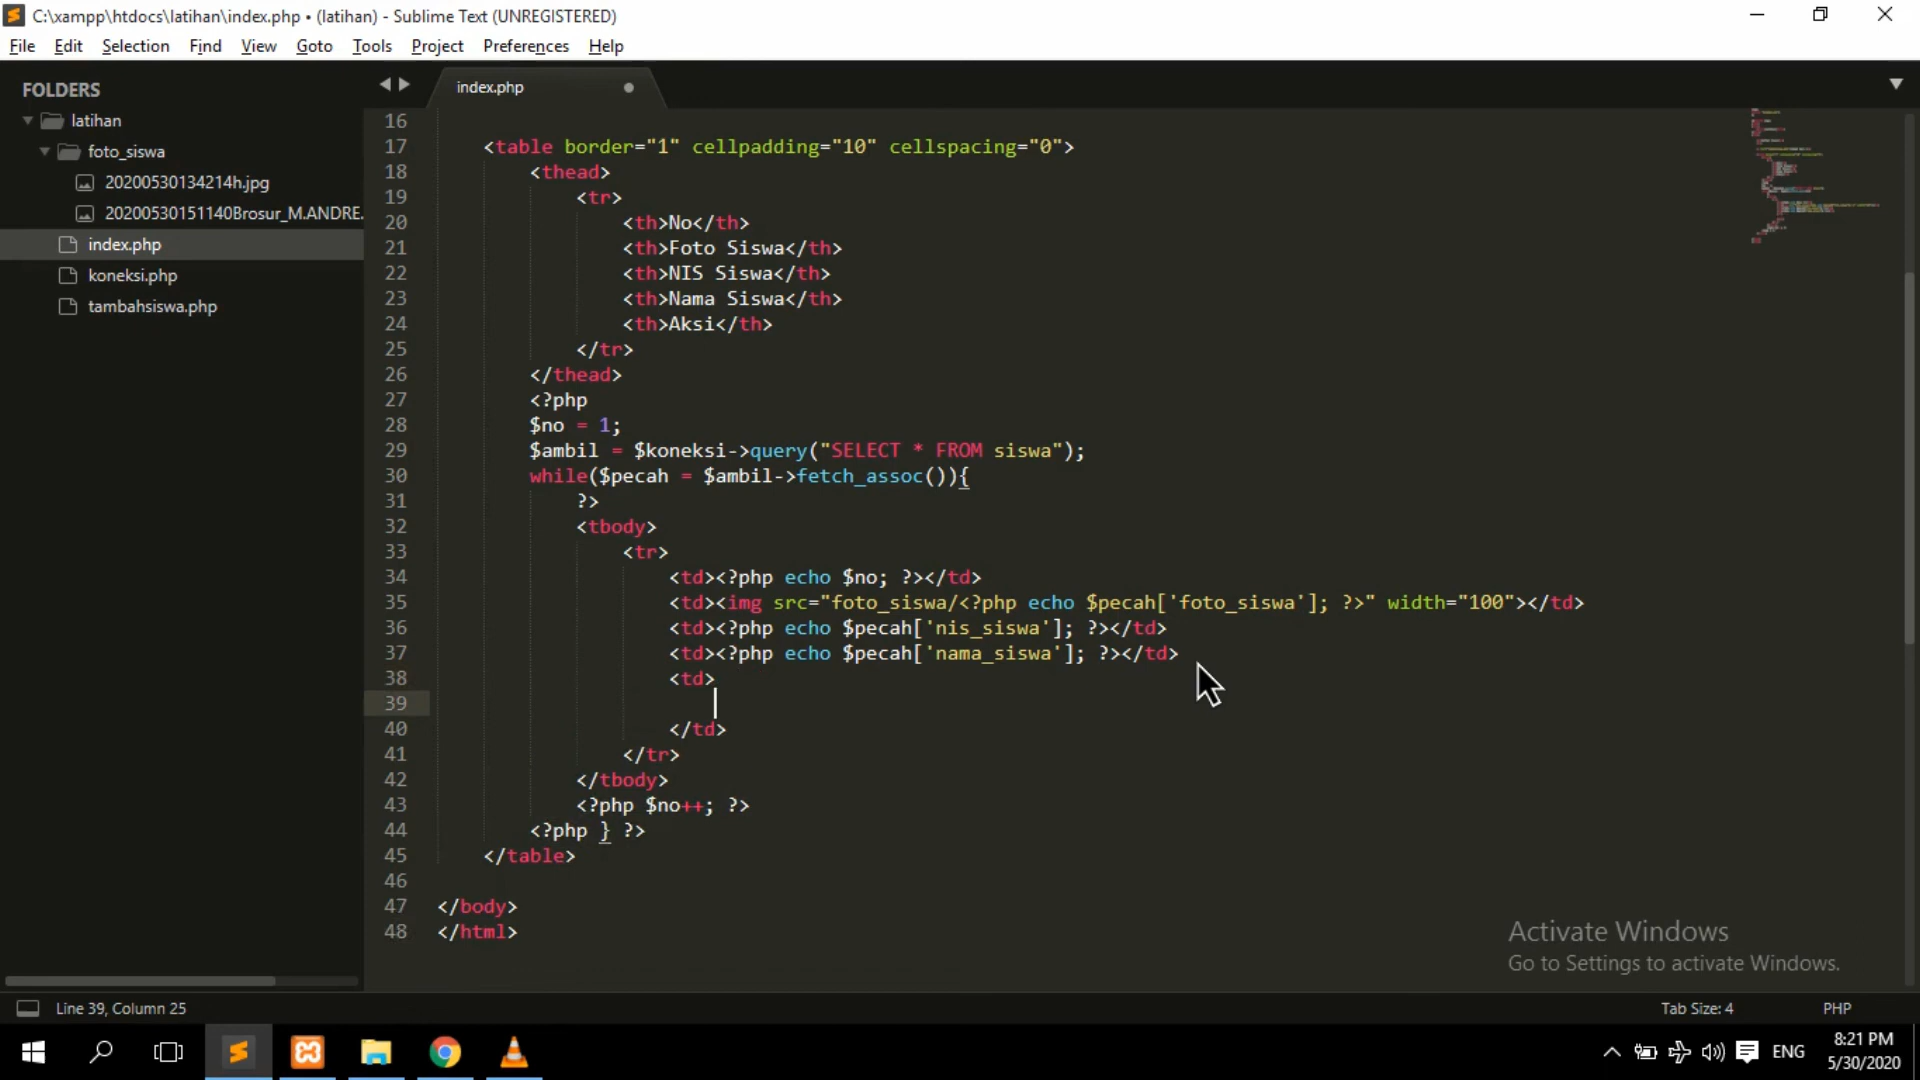 C:\xampp\htdocs\latihan\index.php • (latihan) - Sublime Text (UNREGISTERED)
File Edit Selection Find View Goto Tools Project Preferences Help
FOLDERS
latihan
foto_siswa
20200530134214h.jpg
20200530151140Brosur_M.ANDRE.
index.php
koneksi.php
tambahsiswa.php
index.php
16
17 <table border="1" cellpadding="10" cellspacing="0">
18 <thead>
19 <tr>
20 <th>No</th>
21 <th>Foto Siswa</th>
22 <th>NIS Siswa</th>
23 <th>Nama Siswa</th>
24 <th>Aksi</th>
25 </tr>
26 </thead>
27 <?php
28 $no = 1;
29 $ambil = $koneksi->query("SELECT * FROM siswa");
30 while($pecah = $ambil->fetch_assoc()){
31 ?>
32 <tbody>
33 <tr>
34 <td><?php echo $no; ?></td>
35 <td><img src="foto_siswa/<?php echo $pecah['foto_siswa']; ?>" width="100"></td>
36 <td><?php echo $pecah['nis_siswa']; ?></td>
37 <td><?php echo $pecah['nama_siswa']; ?></td>
38 <td>
39
40 </td>
41 </tr>
42 </tbody>
43 <?php $no++; ?>
44 <?php } ?>
45 </table>
46
47 </body>
48 </html>
Activate Windows
Go to Settings to activate Windows.
Line 39, Column 25
Tab Size: 4
PHP
ENG
8:21 PM
5/30/2020